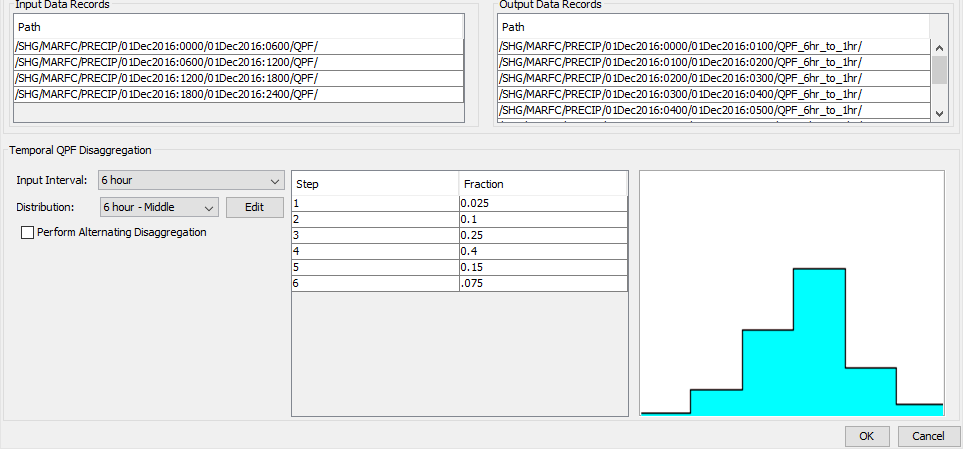 Input Data Records
Path
/SHG/MARFC/PRECIP/01Dec2016:0000/01Dec2016:0600/QPF/
/SHG/MARFC/PRECIP/01Dec2016:0600/01Dec2016:1200/QPF/
/SHG/MARFC/PRECIP/01Dec2016:1200/01Dec2016:1800/QPF/
/SHG/MARFC/PRECIP/01Dec2016:1800/01Dec2016:2400/QPF/
Output Data Records
Path
/SHG/MARFC/PRECIP/01Dec2016:0000/01Dec2016:0100/QPF_6hr_to_1hr/
/SHG/MARFC/PRECIP/01Dec2016:0100/01Dec2016:0200/QPF_6hr_to_1hr/
/SHG/MARFC/PRECIP/01Dec2016:0200/01Dec2016:0300/QPF_6hr_to_1hr/
/SHG/MARFC/PRECIP/01Dec2016:0300/01Dec2016:0400/QPF_6hr_to_1hr/
/SHG/MARFC/PRECIP/01Dec2016:0400/01Dec2016:0500/QPF_6hr_to_1hr/
Temporal QPF Disaggregation
Input Interval: 6 hour
Distribution: 6 hour - Middle Edit
Perform Alternating Disaggregation
Step Fraction
1 0.025
2 0.1
3 0.25
4 0.4
5 0.15
6 .075
OK Cancel